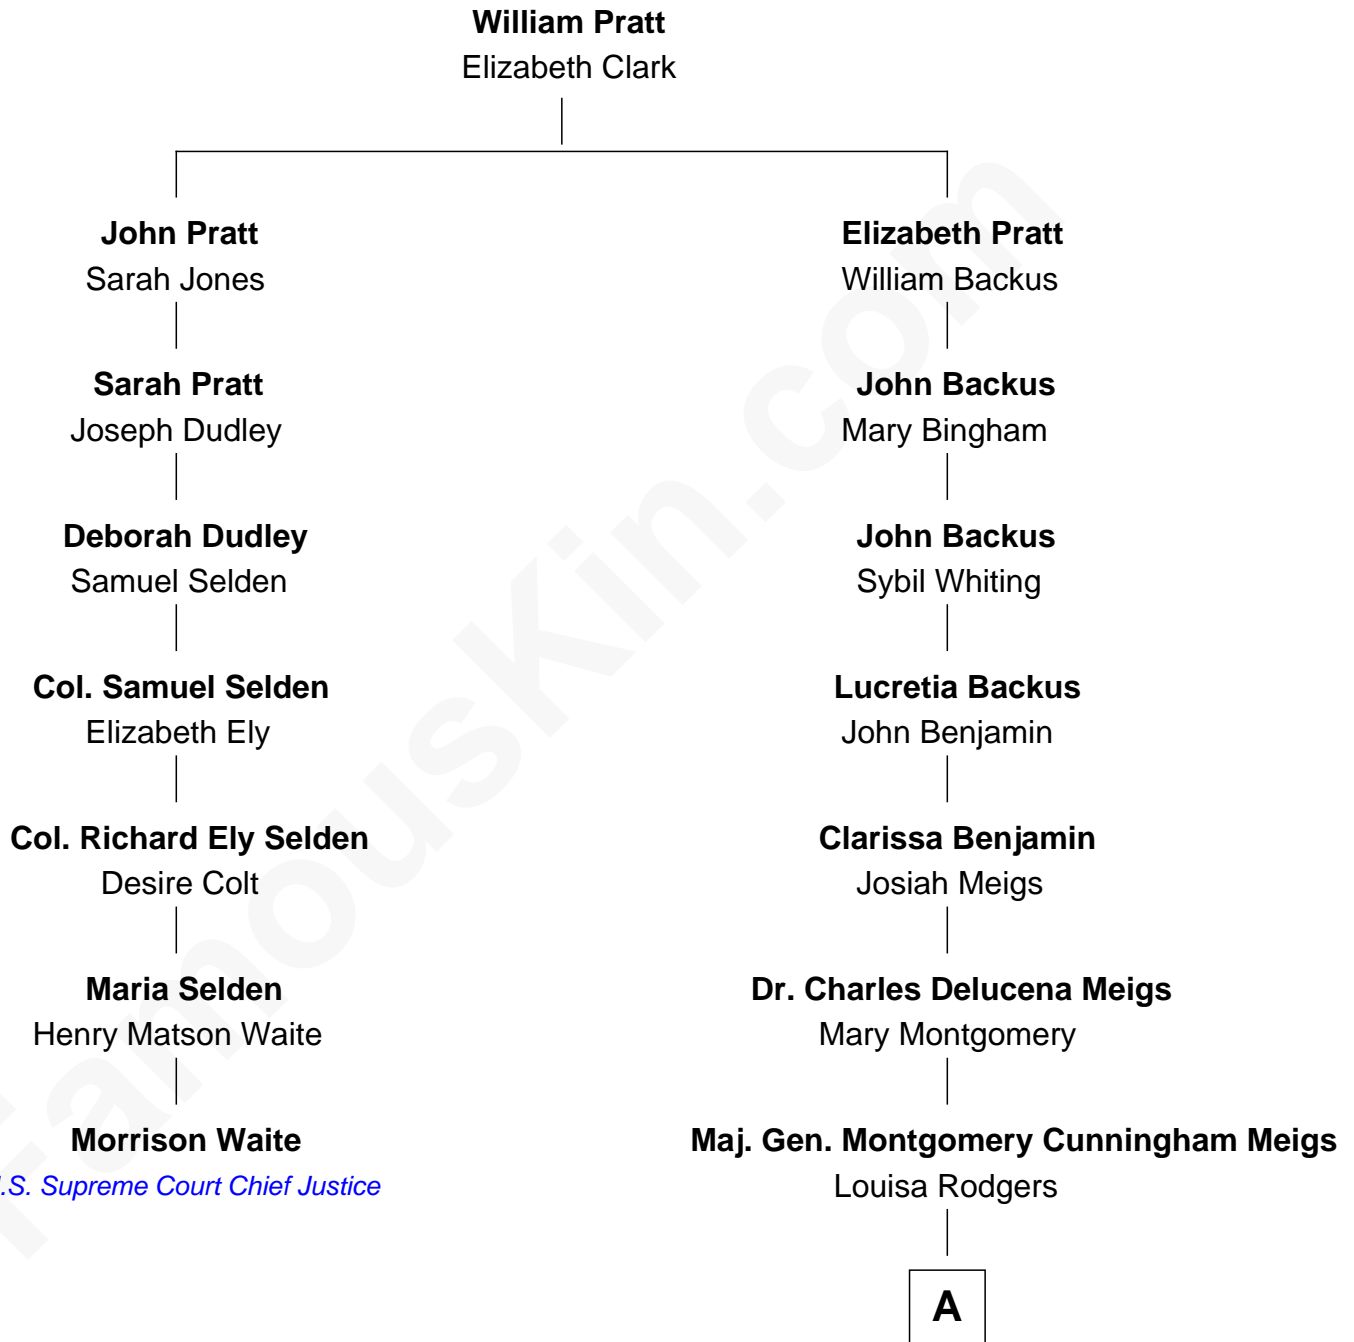 William Pratt
Elizabeth Clark
John Pratt
Sarah Jones
Elizabeth Pratt
William Backus
Sarah Pratt
Joseph Dudley
John Backus
Mary Bingham
Deborah Dudley
Samuel Selden
John Backus
Sybil Whiting
Col. Samuel Selden
Elizabeth Ely
Lucretia Backus
John Benjamin
Col. Richard Ely Selden
Desire Colt
Clarissa Benjamin
Josiah Meigs
Maria Selden
Henry Matson Waite
Dr. Charles Delucena Meigs
Mary Montgomery
Morrison Waite
.S. Supreme Court Chief Justice
Maj. Gen. Montgomery Cunningham Meigs
Louisa Rodgers
A
FamousKin.com